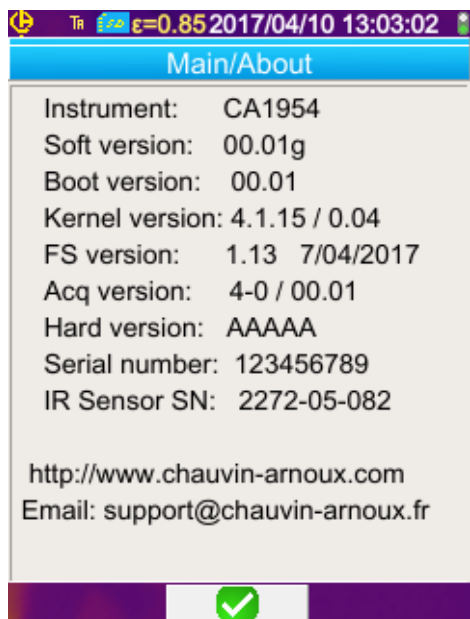 TA ε=0.85 2017/04/10 13:03:02
Main/About
Instrument: CA1954
Soft version: 00.01g
Boot version: 00.01
Kernel version: 4.1.15 / 0.04
FS version: 1.13 7/04/2017
Acq version: 4-0 / 00.01
Hard version: AAAAA
Serial number: 123456789
IR Sensor SN: 2272-05-082
http://www.chauvin-arnoux.com
Email: support@chauvin-arnoux.fr